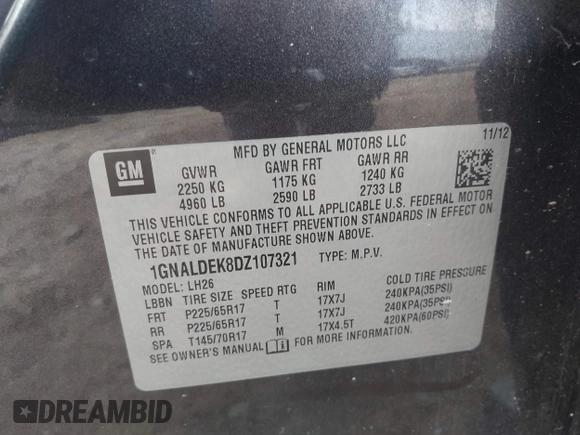 GM
MFD BY GENERAL MOTORS LLC
11/12
GVWR GAWR FRT GAWR RR
2250 KG 1175 KG 1240 KG
4960 LB 2590 LB 2733 LB
THIS VEHICLE CONFORMS TO ALL APPLICABLE U.S. FEDERAL MOTOR
VEHICLE SAFETY AND THEFT PREVENTION STANDARDS IN EFFECT ON
THE DATE OF MANUFACTURE SHOWN ABOVE.
1GNALDEK8DZ107321 TYPE: M.P.V.
MODEL: LH26
LBBN TIRE SIZE SPEED RTG RIM COLD TIRE PRESSURE
FRT P225/65R17 T 17X7J 240KPA(35PSI)
RR P225/65R17 T 17X7J 240KPA(35PSI)
SPA T145/70R17 M 17X4.5T 420KPA(60PSI)
SEE OWNER'S MANUAL FOR MORE INFORMATION.
DREAMBID